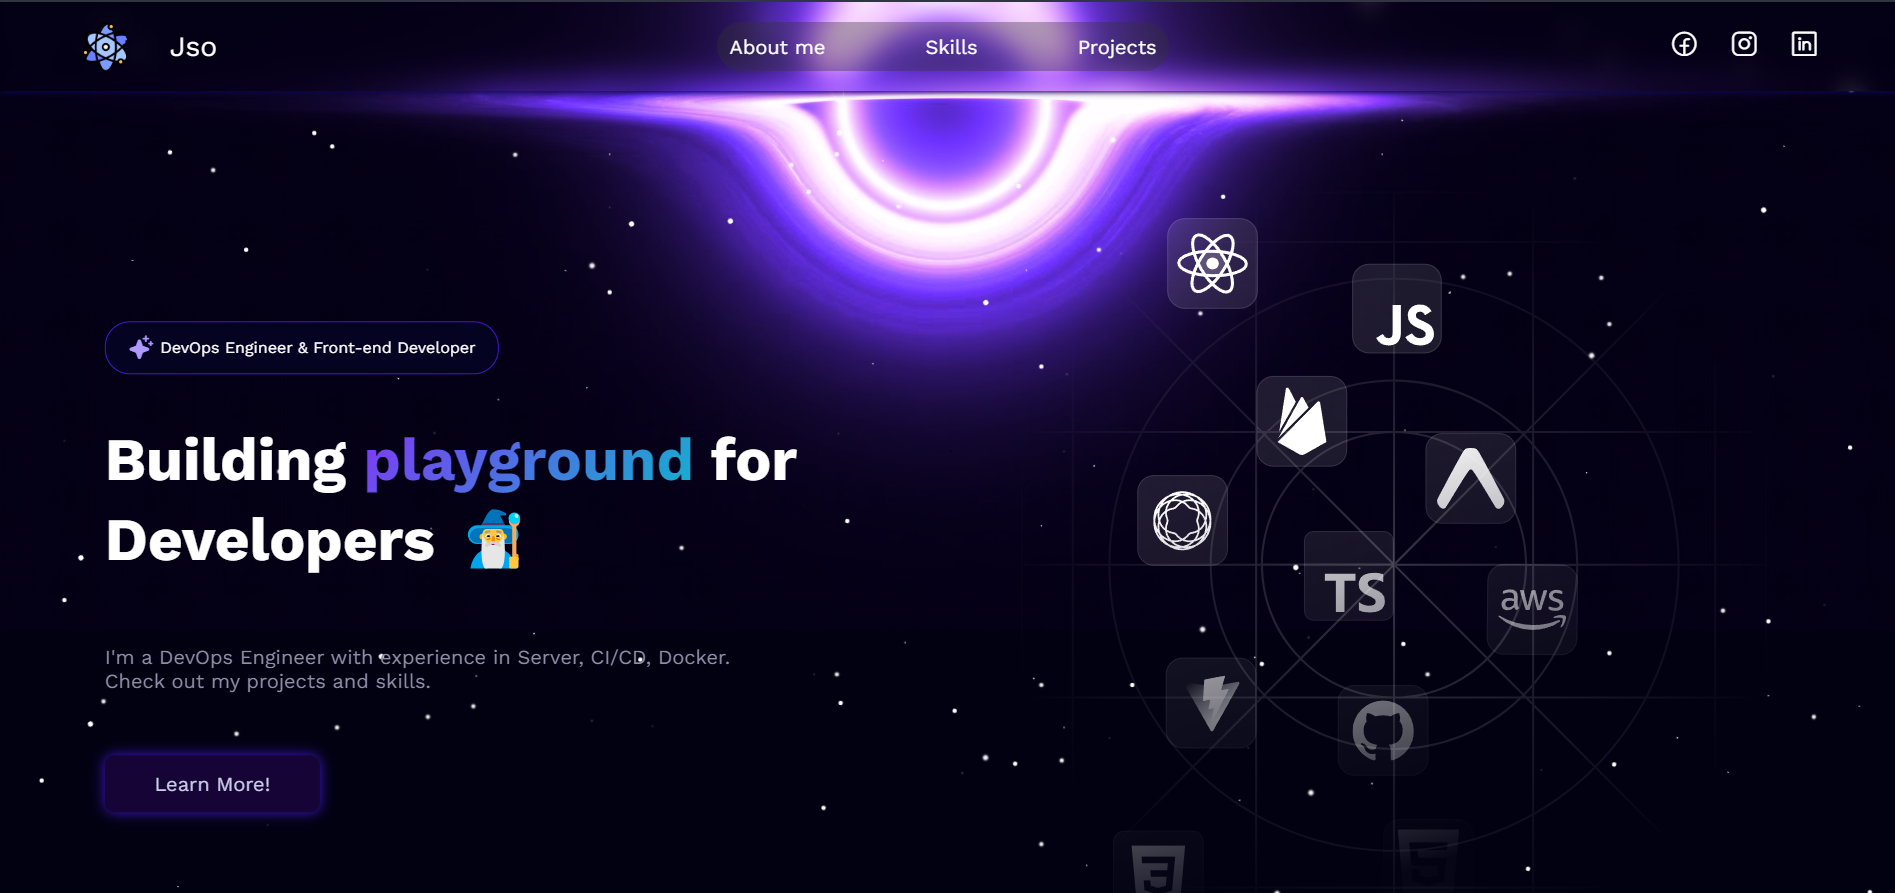 Jso
About me
Skills
Projects
DevOps Engineer & Front-end Developer
Building playground for
Developers
I'm a DevOps Engineer with experience in Server, CI/CD, Docker.
Check out my projects and skills.
Learn More!
JS
TS
aws